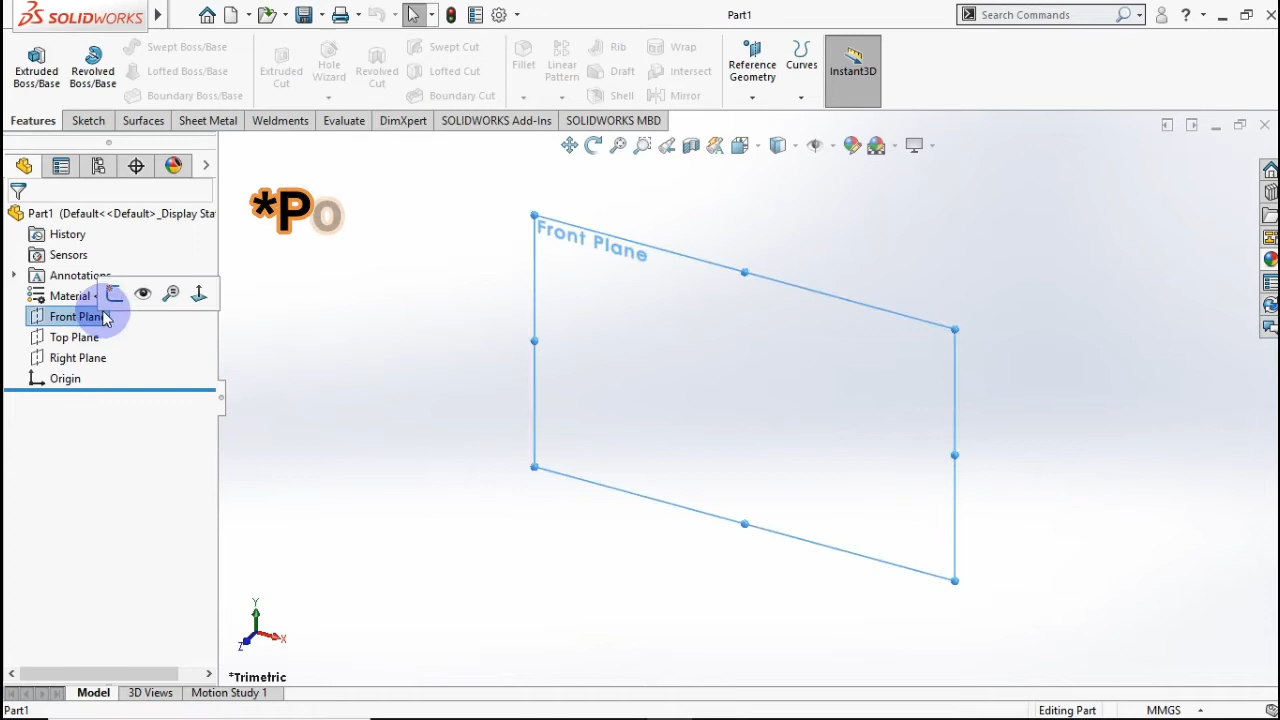 SOLIDWORKS
Part1
Search Commands
?
Extruded Boss/Base
Revolved Boss/Base
Swept Boss/Base
Lofted Boss/Base
Boundary Boss/Base
Extruded Cut
Hole Wizard
Revolved Cut
Swept Cut
Lofted Cut
Boundary Cut
Fillet
Linear Pattern
Rib
Draft
Shell
Wrap
Intersect
Mirror
Reference Geometry
Curves
Instant3D
Features
Sketch
Surfaces
Sheet Metal
Weldments
Evaluate
DimXpert
SOLIDWORKS Add-Ins
SOLIDWORKS MBD
Part1 (Default<<Default>_Display Sta
History
Sensors
Annotations
Material <
Front Plane
Top Plane
Right Plane
Origin
*Po
Front Plane
Y
X
Z
*Trimetric
Model
3D Views
Motion Study 1
Part1
Editing Part
MMGS